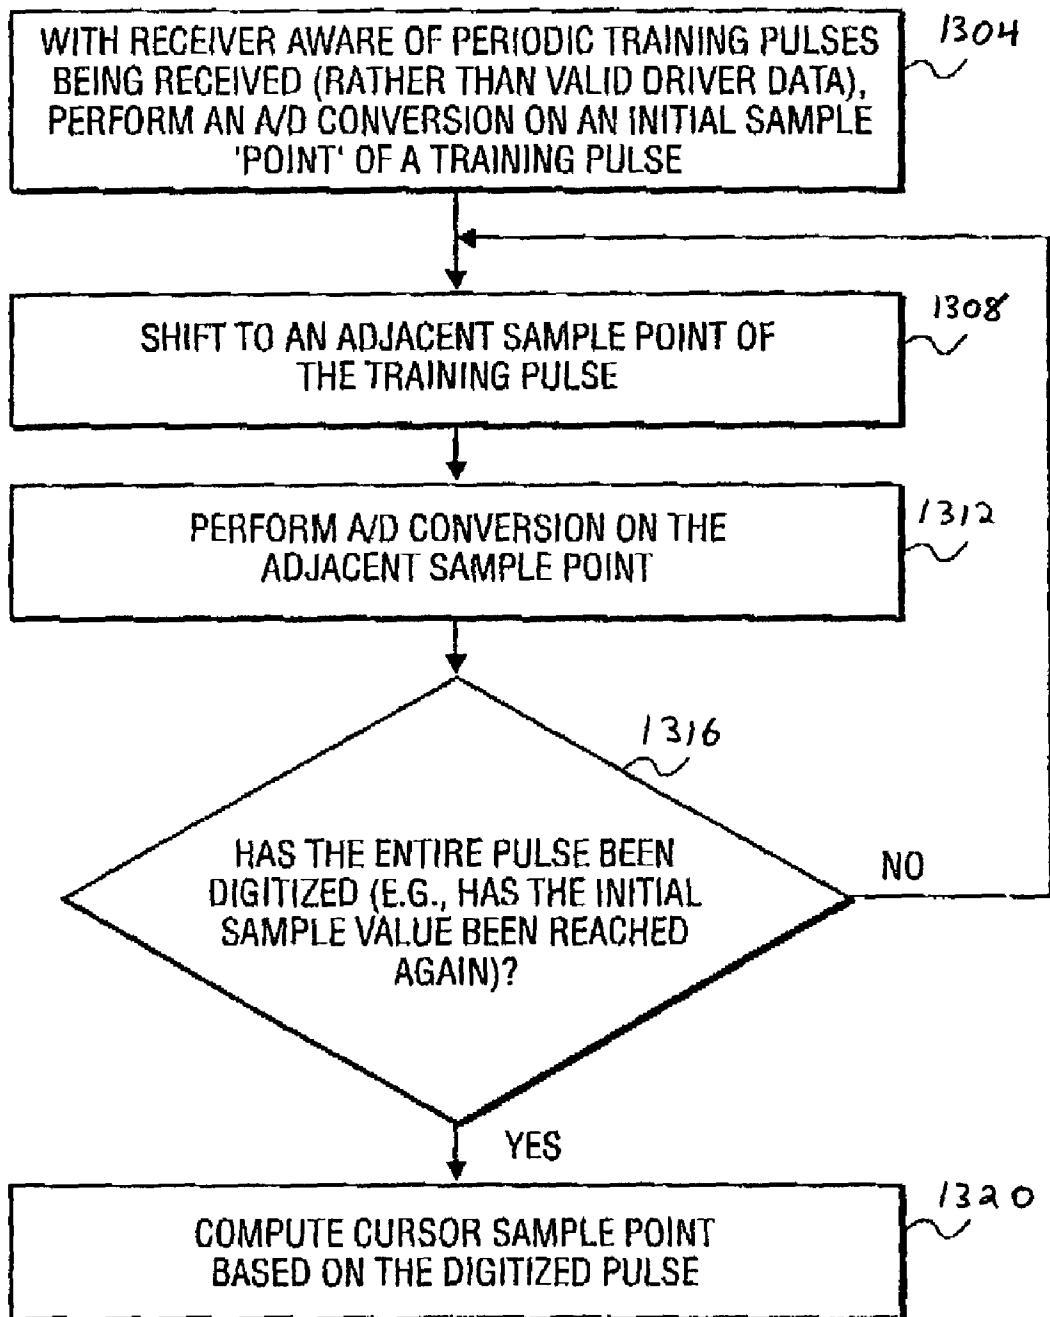 WITH RECEIVER AWARE OF PERIODIC TRAINING PULSES
BEING RECEIVED (RATHER THAN VALID DRIVER DATA),
PERFORM AN A/D CONVERSION ON AN INITIAL SAMPLE
'POINT' OF A TRAINING PULSE
1304
SHIFT TO AN ADJACENT SAMPLE POINT OF
THE TRAINING PULSE
1308
PERFORM A/D CONVERSION ON THE
ADJACENT SAMPLE POINT
1312
1316
HAS THE ENTIRE PULSE BEEN
DIGITIZED (E.G., HAS THE INITIAL
SAMPLE VALUE BEEN REACHED
AGAIN)?
NO
YES
COMPUTE CURSOR SAMPLE POINT
BASED ON THE DIGITIZED PULSE
1320